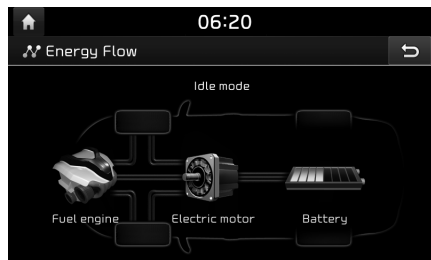 06:20
Energy Flow
Idle mode
Fuel engine
Electric motor
Battery